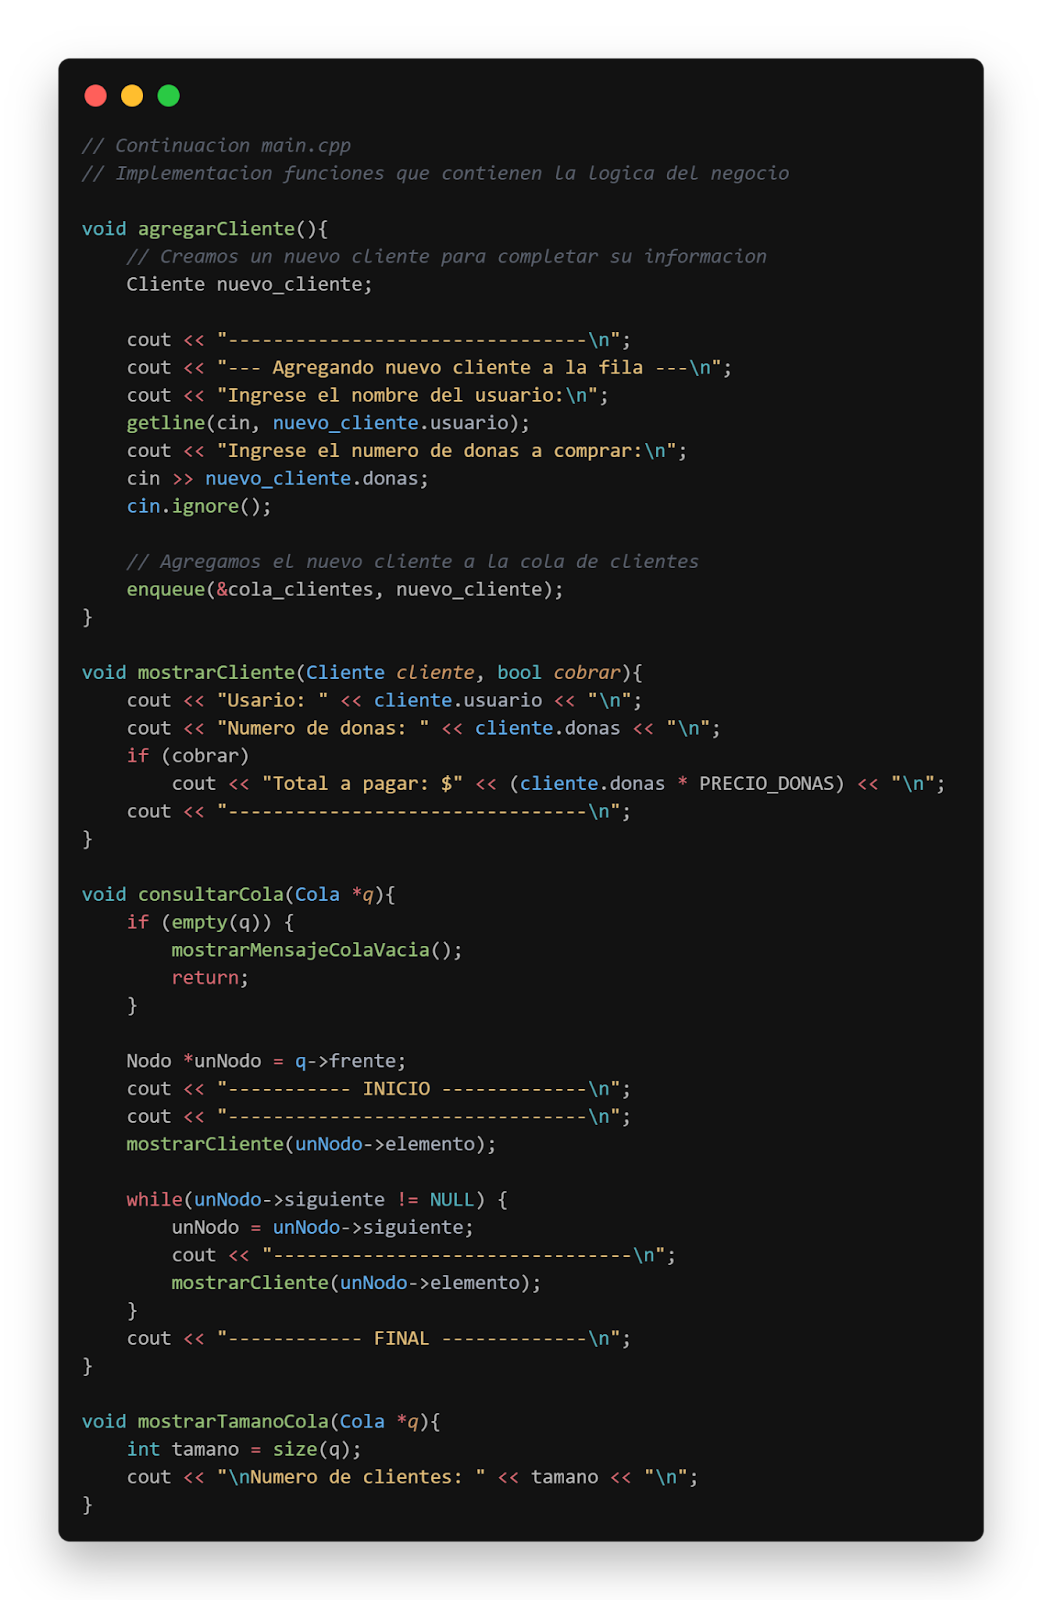 // Continuacion main.cpp
// Implementacion funciones que contienen la logica del negocio
void agregarCliente(){
    // Creamos un nuevo cliente para completar su informacion
    Cliente nuevo_cliente;
    cout << "--------------------------------\n";
    cout << "--- Agregando nuevo cliente a la fila ---\n";
    cout << "Ingrese el nombre del usuario:\n";
    getline(cin, nuevo_cliente.usuario);
    cout << "Ingrese el numero de donas a comprar:\n";
    cin >> nuevo_cliente.donas;
    cin.ignore();
    // Agregamos el nuevo cliente a la cola de clientes
    enqueue(&cola_clientes, nuevo_cliente);
}
void mostrarCliente(Cliente cliente, bool cobrar){
    cout << "Usario: " << cliente.usuario << "\n";
    cout << "Numero de donas: " << cliente.donas << "\n";
    if (cobrar)
        cout << "Total a pagar: $" << (cliente.donas * PRECIO_DONAS) << "\n";
    cout << "--------------------------------\n";
}
void consultarCola(Cola *q){
    if (empty(q)) {
        mostrarMensajeColaVacia();
        return;
    }
    Nodo *unNodo = q->frente;
    cout << "----------- INICIO -------------\n";
    cout << "--------------------------------\n";
    mostrarCliente(unNodo->elemento);
    while(unNodo->siguiente != NULL) {
        unNodo = unNodo->siguiente;
        cout << "--------------------------------\n";
        mostrarCliente(unNodo->elemento);
    }
    cout << "------------ FINAL -------------\n";
}
void mostrarTamanoCola(Cola *q){
    int tamano = size(q);
    cout << "\nNumero de clientes: " << tamano << "\n";
}